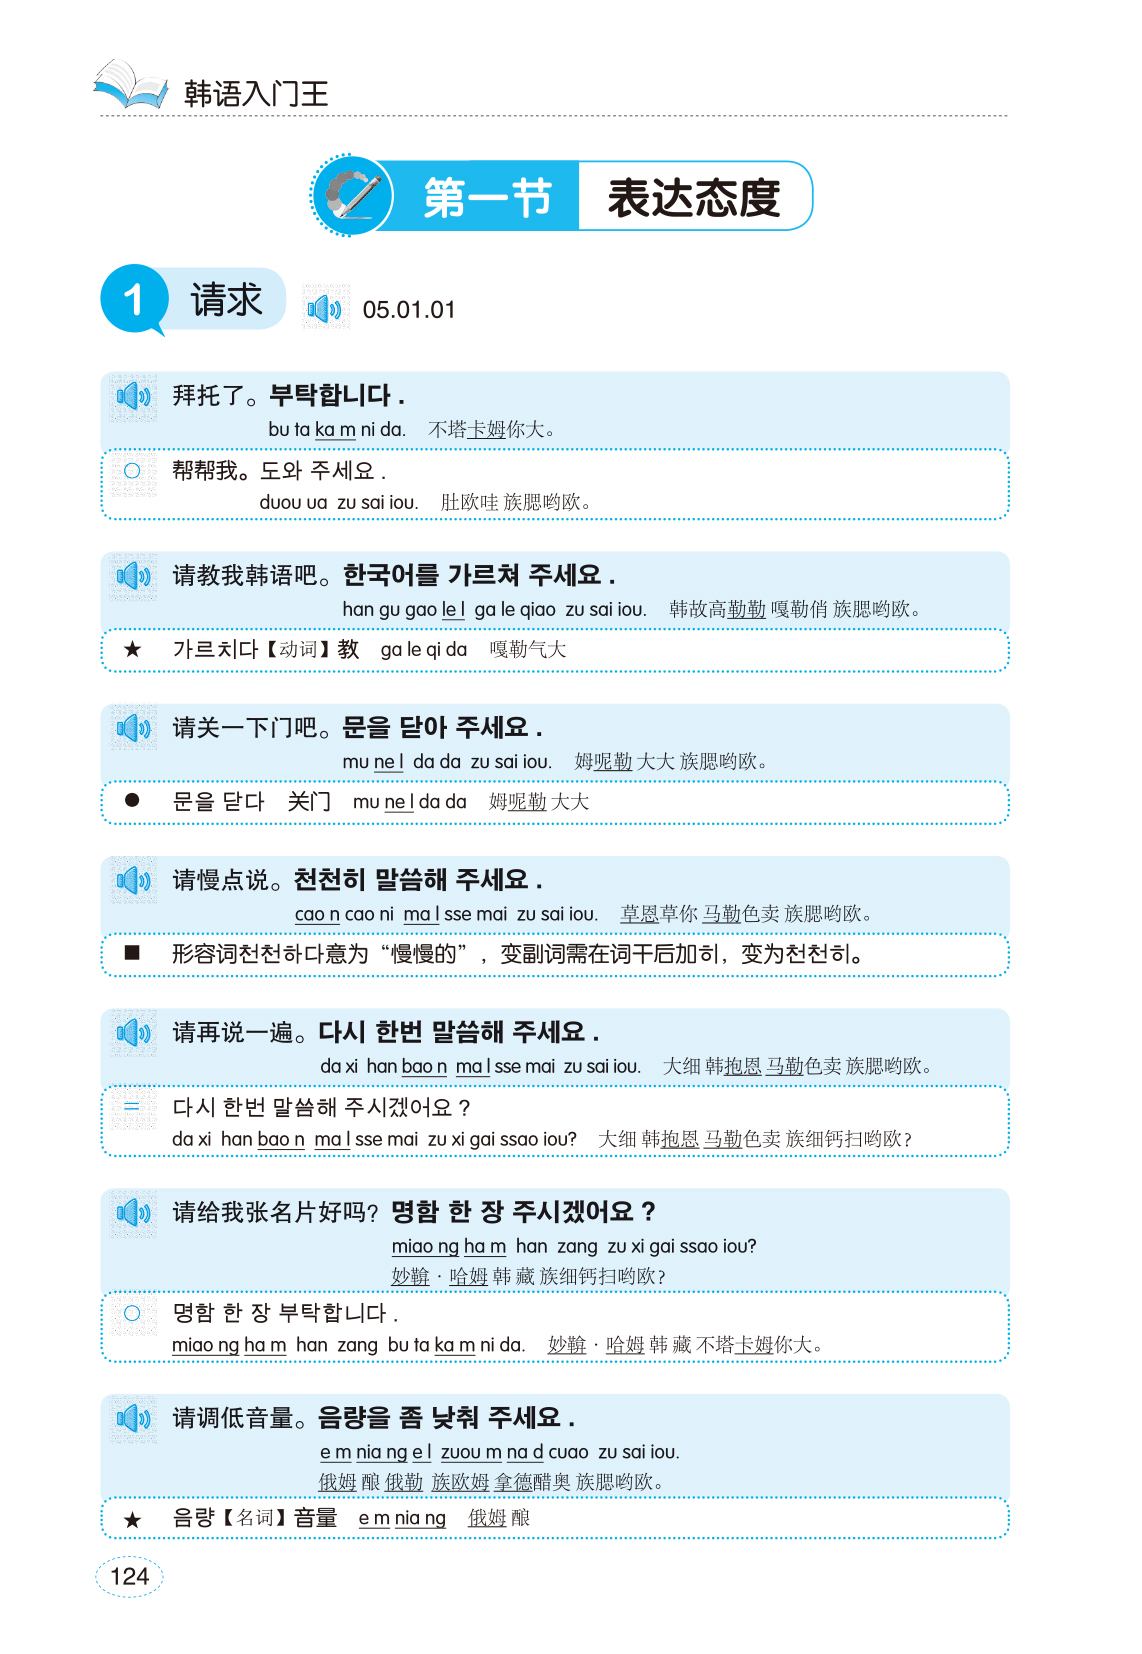 韩语入门王
第一节 表达态度
1 请求 05.01.01
拜托了。부탁합니다 .
bu ta ka m ni da. 不塔卡姆你大。
○ 帮帮我。도와 주세요 .
duou ua zu sai iou. 肚欧哇 族腮哟欧。
请教我韩语吧。한국어를 가르쳐 주세요 .
han gu gao le l ga le qiao zu sai iou. 韩故高勒勒 嘎勒俏 族腮哟欧。
★ 가르치다【动词】教 ga le qi da 嘎勒气大
请关一下门吧。문을 닫아 주세요 .
mu ne l da da zu sai iou. 姆呢勒 大大 族腮哟欧。
● 문을 닫다 关门 mu ne l da da 姆呢勒 大大
请慢点说。천천히 말씀해 주세요 .
cao n cao ni ma l sse mai zu sai iou. 草恩草你 马勒色卖 族腮哟欧。
■ 形容词천천하다意为“慢慢的”，变副词需在词干后加히，变为천천히。
请再说一遍。다시 한번 말씀해 주세요 .
da xi han bao n ma l sse mai zu sai iou. 大细 韩抱恩 马勒色卖 族腮哟欧。
= 다시 한번 말씀해 주시겠어요 ?
da xi han bao n ma l sse mai zu xi gai ssao iou? 大细 韩抱恩 马勒色卖 族细钙扫哟欧?
请给我张名片好吗? 명함 한 장 주시겠어요 ?
miao ng ha m han zang zu xi gai ssao iou?
妙鞥 · 哈姆 韩 藏 族细钙扫哟欧?
○ 명함 한 장 부탁합니다 .
miao ng ha m han zang bu ta ka m ni da. 妙鞥 · 哈姆 韩 藏 不塔卡姆你大。
请调低音量。음량을 좀 낮춰 주세요 .
e m nia ng e l zuou m na d cuao zu sai iou.
俄姆 酿 俄勒 族欧姆 拿德醋奥 族腮哟欧。
★ 음량【名词】音量 e m nia ng 俄姆 酿
124